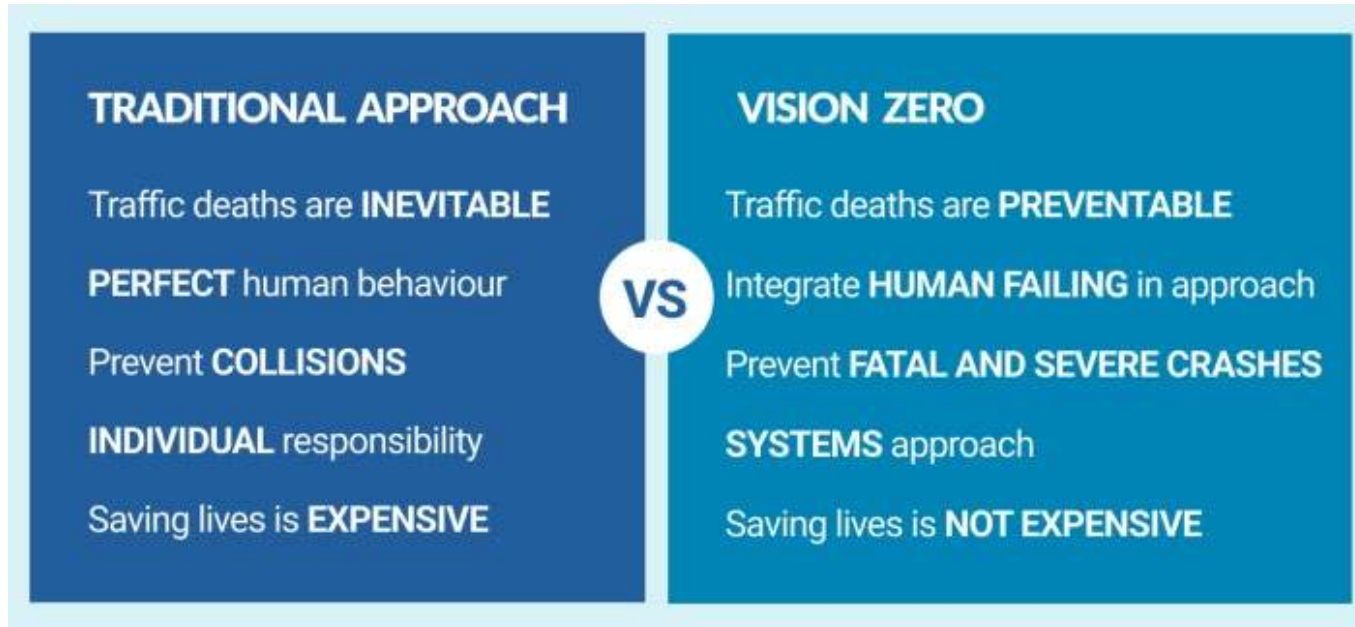 TRADITIONAL APPROACH
Traffic deaths are INEVITABLE
PERFECT human behaviour
Prevent COLLISIONS
INDIVIDUAL responsibility
Saving lives is EXPENSIVE
VS
VISION ZERO
Traffic deaths are PREVENTABLE
Integrate HUMAN FAILING in approach
Prevent FATAL AND SEVERE CRASHES
SYSTEMS approach
Saving lives is NOT EXPENSIVE